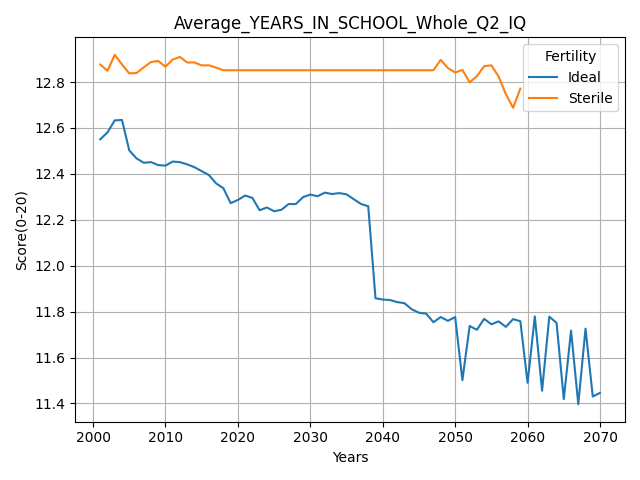 Average_YEARS_IN_SCHOOL_Whole_Q2_IQ
Fertility
Ideal
Sterile
Score(0-20)
12.8
12.6
12.4
12.2
12.0
11.8
11.6
11.4
2000 2010 2020 2030 2040 2050 2060 2070
Years